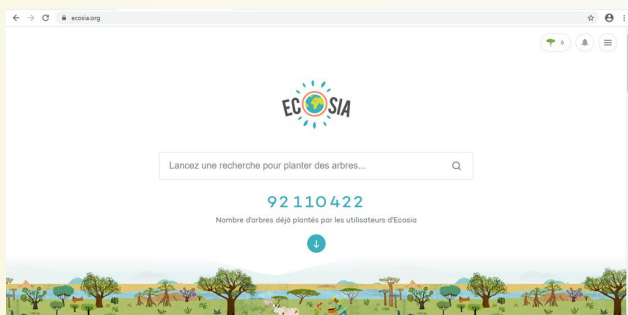 ecosia.org
0
ECOSIA
Lancez une recherche pour planter des arbres...
92 110 422
Nombre d'arbres déjà plantés par les utilisateurs d'Ecosia